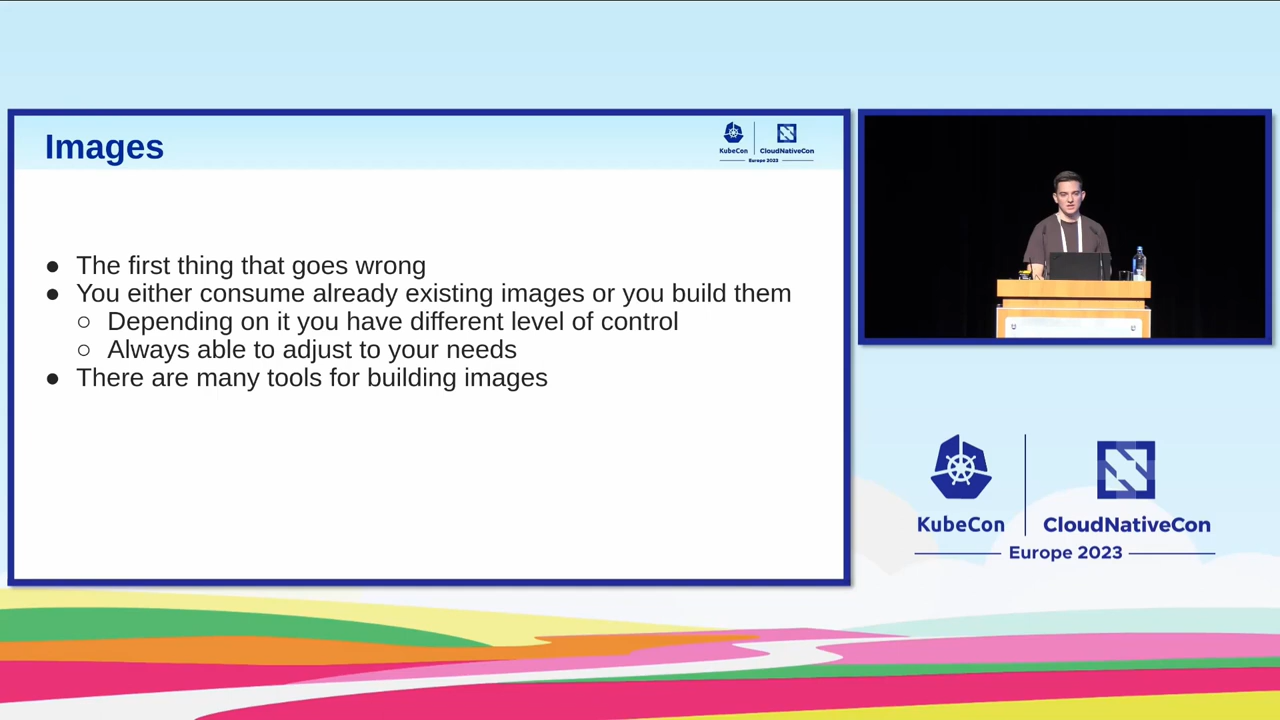 Images
KubeCon
CloudNativeCon
Europe 2023
● The first thing that goes wrong
● You either consume already existing images or you build them
○ Depending on it you have different level of control
○ Always able to adjust to your needs
● There are many tools for building images
KubeCon
CloudNativeCon
Europe 2023